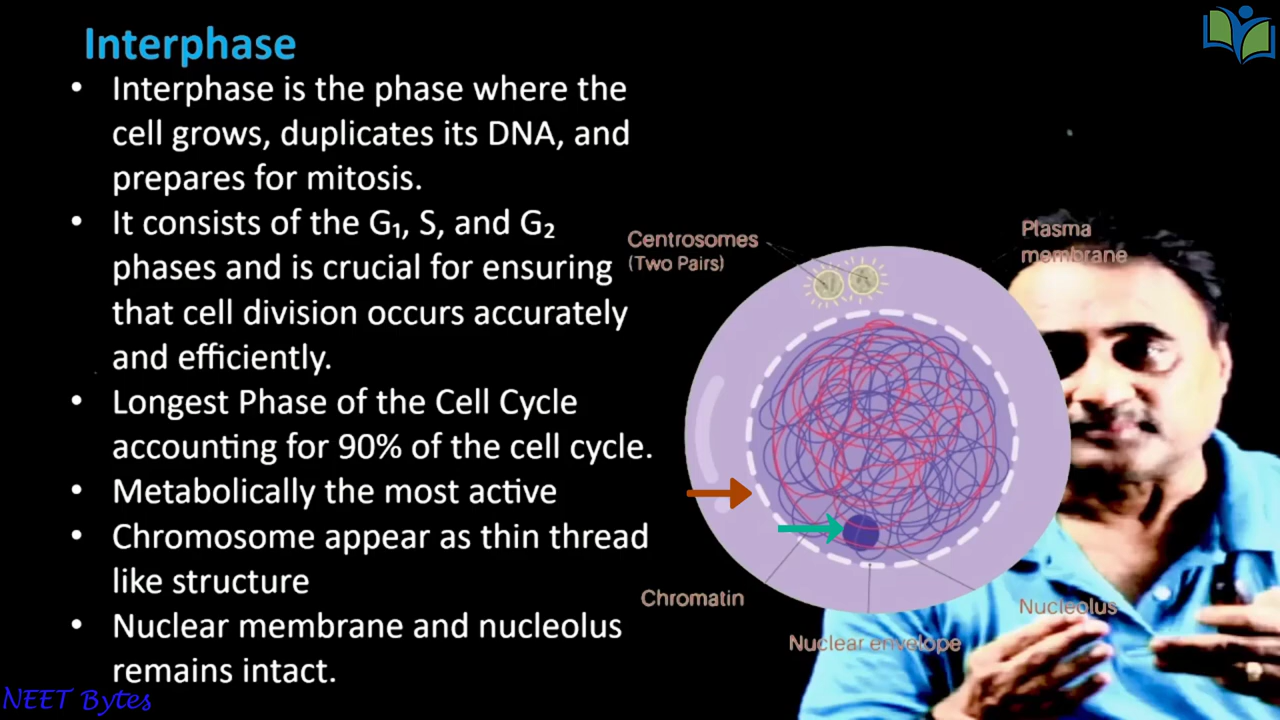 Interphase
• Interphase is the phase where the
cell grows, duplicates its DNA, and
prepares for mitosis.
• It consists of the G₁, S, and G₂
phases and is crucial for ensuring
that cell division occurs accurately
and efficiently.
• Longest Phase of the Cell Cycle
accounting for 90% of the cell cycle.
• Metabolically the most active
• Chromosome appear as thin thread
like structure
• Nuclear membrane and nucleolus
remains intact.
Centrosomes
(Two Pairs)
Plasma
membrane
Chromatin
Nuclear envelope
Nucleolus
NEET Bytes